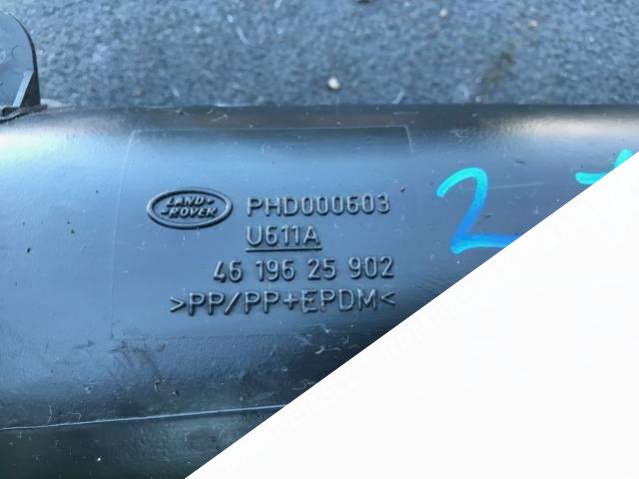 LAND-
-ROVER
PHD000603
U611A
46 196 25 902
>PP/PP+EPDM<
2